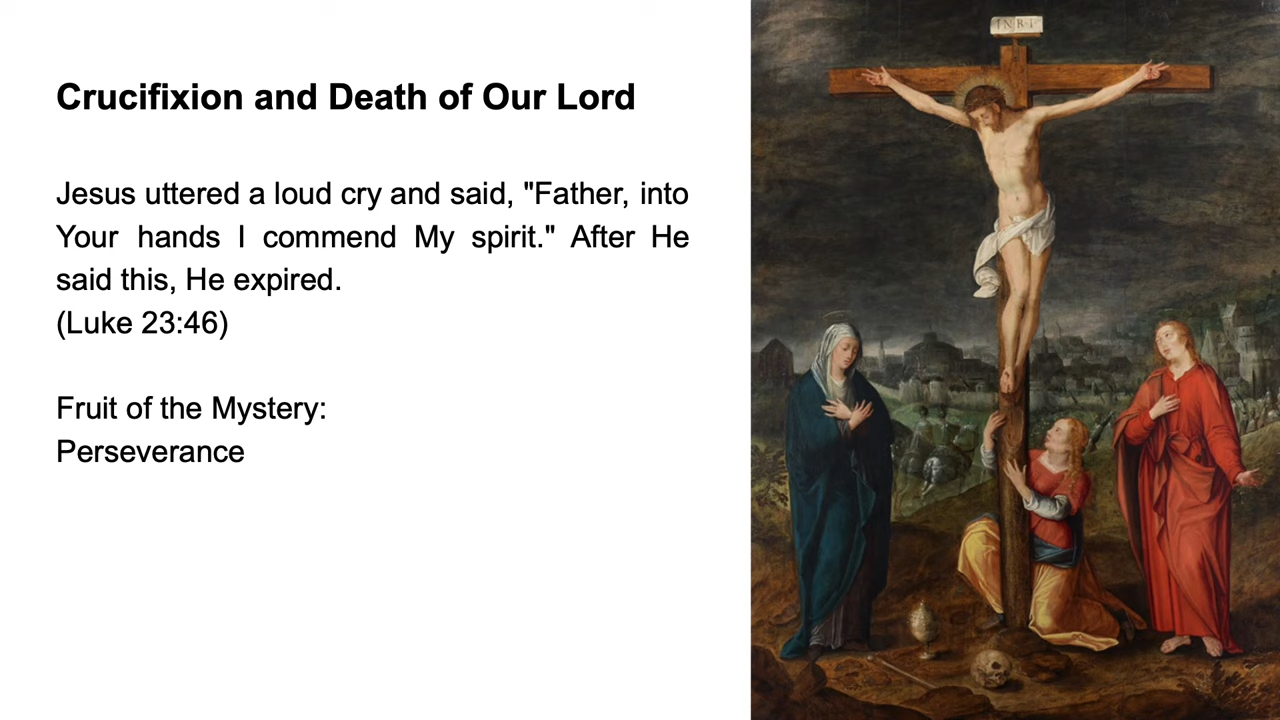 Crucifixion and Death of Our Lord
Jesus uttered a loud cry and said, "Father, into
Your hands I commend My spirit." After He
said this, He expired.
(Luke 23:46)
Fruit of the Mystery:
Perseverance
INRI